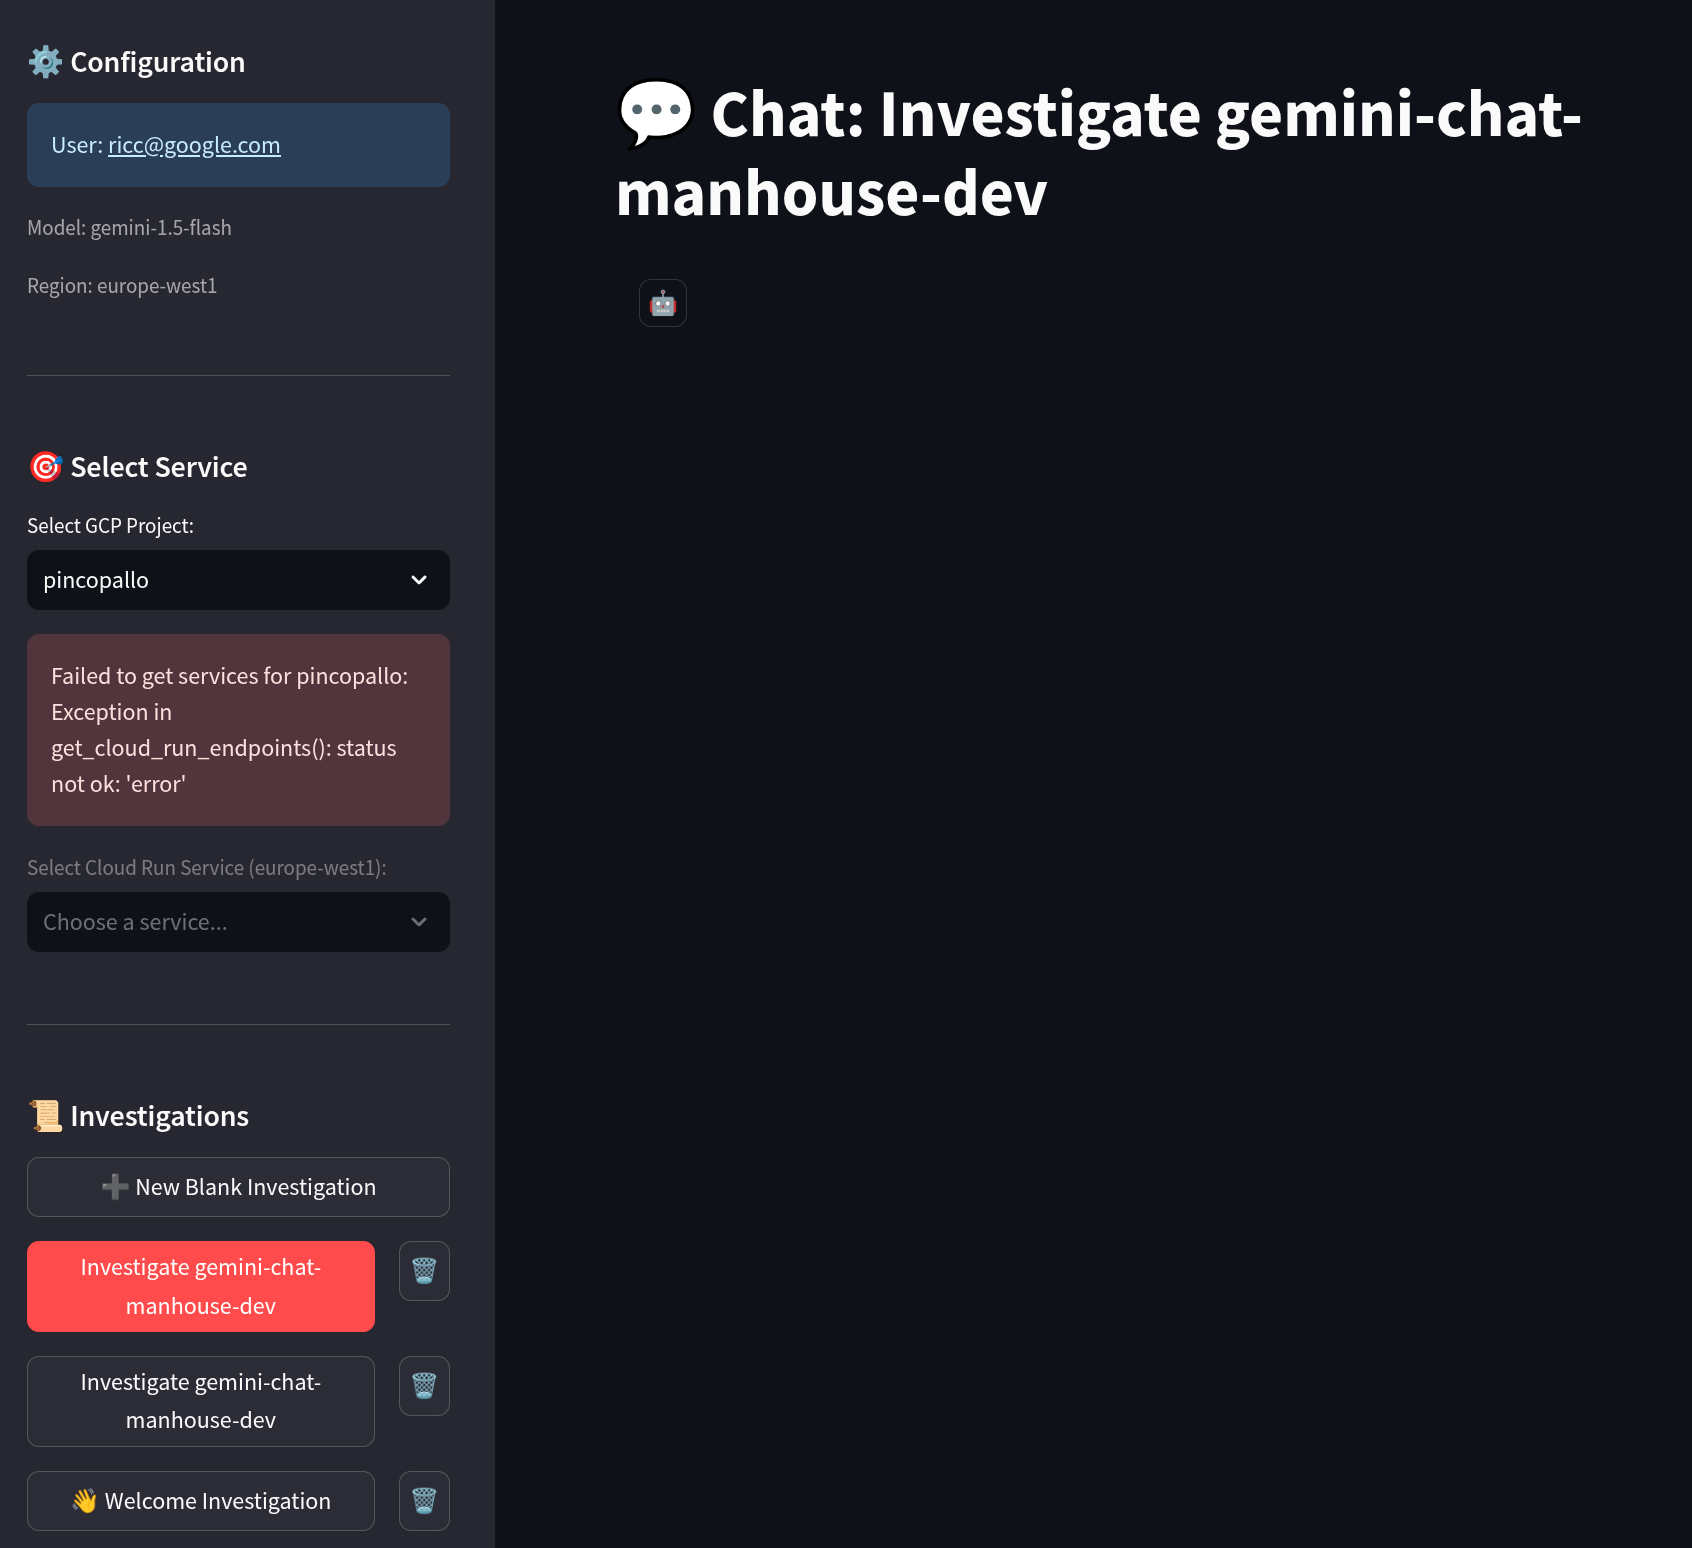 ⚙️ Configuration
User: ricc@google.com
Model: gemini-1.5-flash
Region: europe-west1
🎯 Select Service
Select GCP Project:
pincopallo
Failed to get services for pincopallo:
Exception in
get_cloud_run_endpoints(): status
not ok: 'error'
Select Cloud Run Service (europe-west1):
Choose a service...
📜 Investigations
➕ New Blank Investigation
Investigate gemini-chat-
manhouse-dev
Investigate gemini-chat-
manhouse-dev
👋 Welcome Investigation
💬 Chat: Investigate gemini-chat-
manhouse-dev